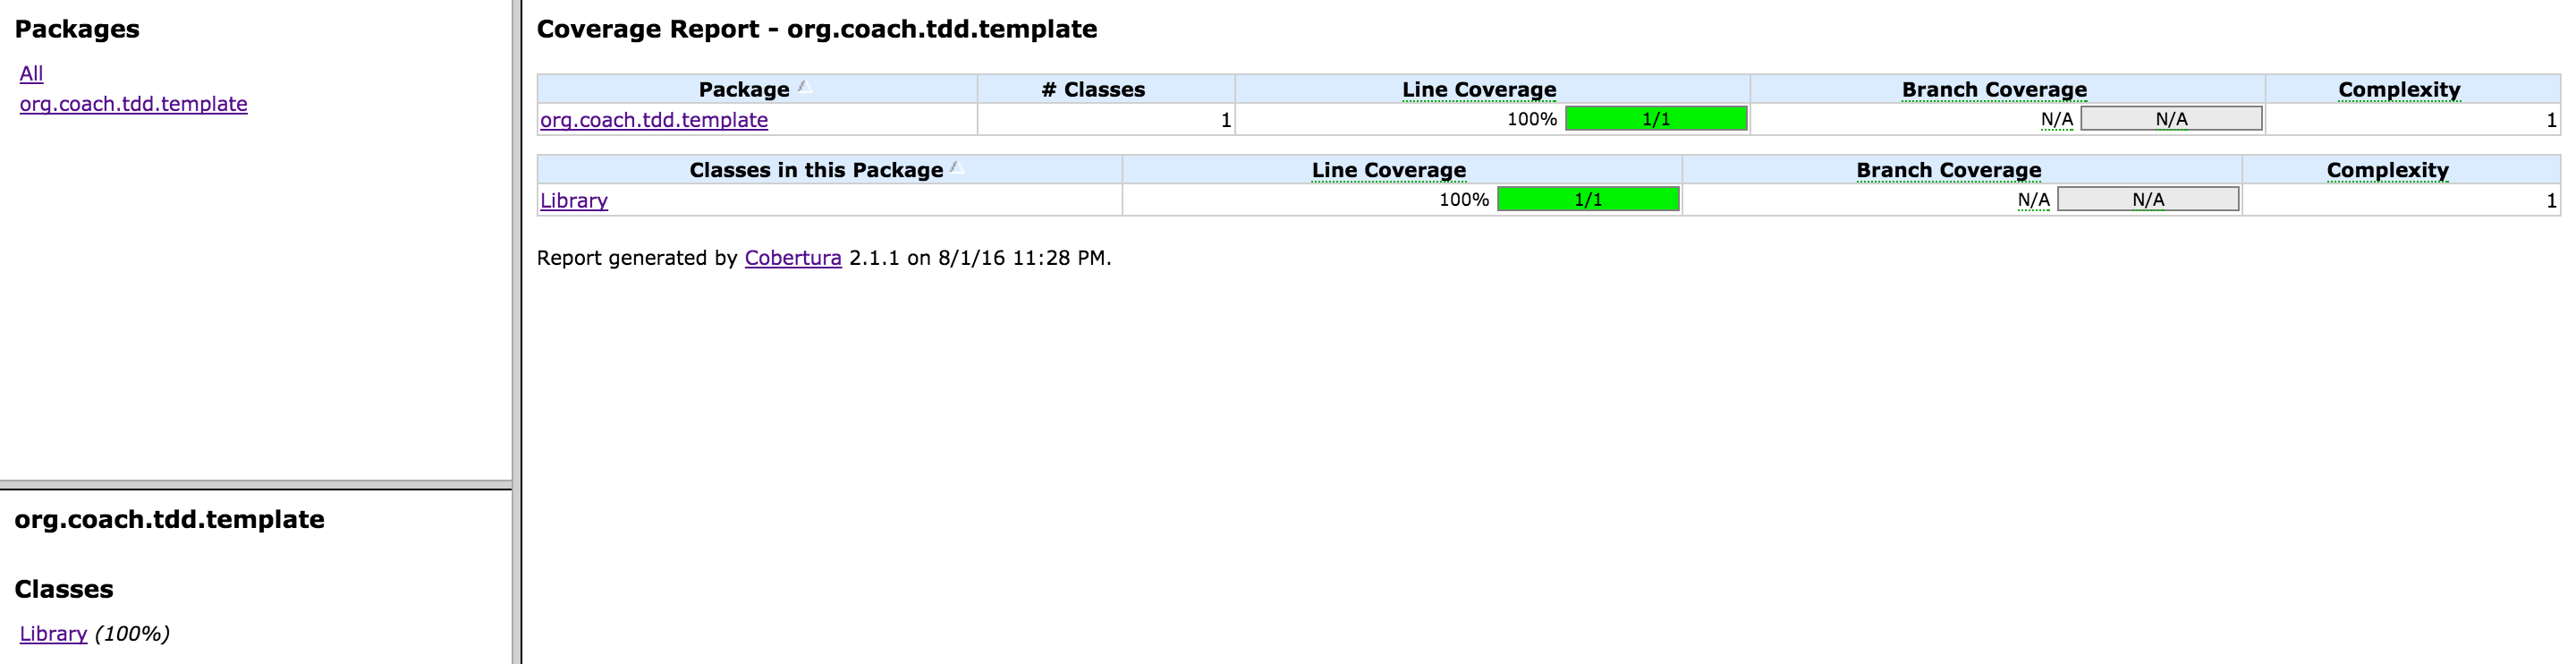 Packages
All
org.coach.tdd.template
org.coach.tdd.template
Classes
Library (100%)
Coverage Report - org.coach.tdd.template
Package # Classes Line Coverage Branch Coverage Complexity
org.coach.tdd.template 1 100% 1/1 N/A N/A 1
Classes in this Package Line Coverage Branch Coverage Complexity
Library 100% 1/1 N/A N/A 1
Report generated by Cobertura 2.1.1 on 8/1/16 11:28 PM.